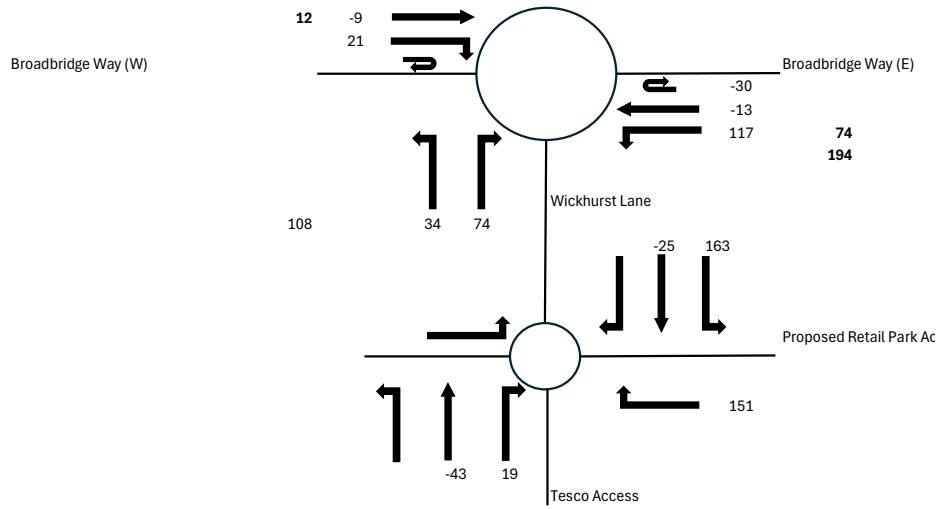 12 -9
21
Broadbridge Way (W)
Broadbridge Way (E)
-30
-13
117 74
194
Wickhurst Lane
108 34 74
-25 163
Proposed Retail Park Ac
151
-43 19
Tesco Access